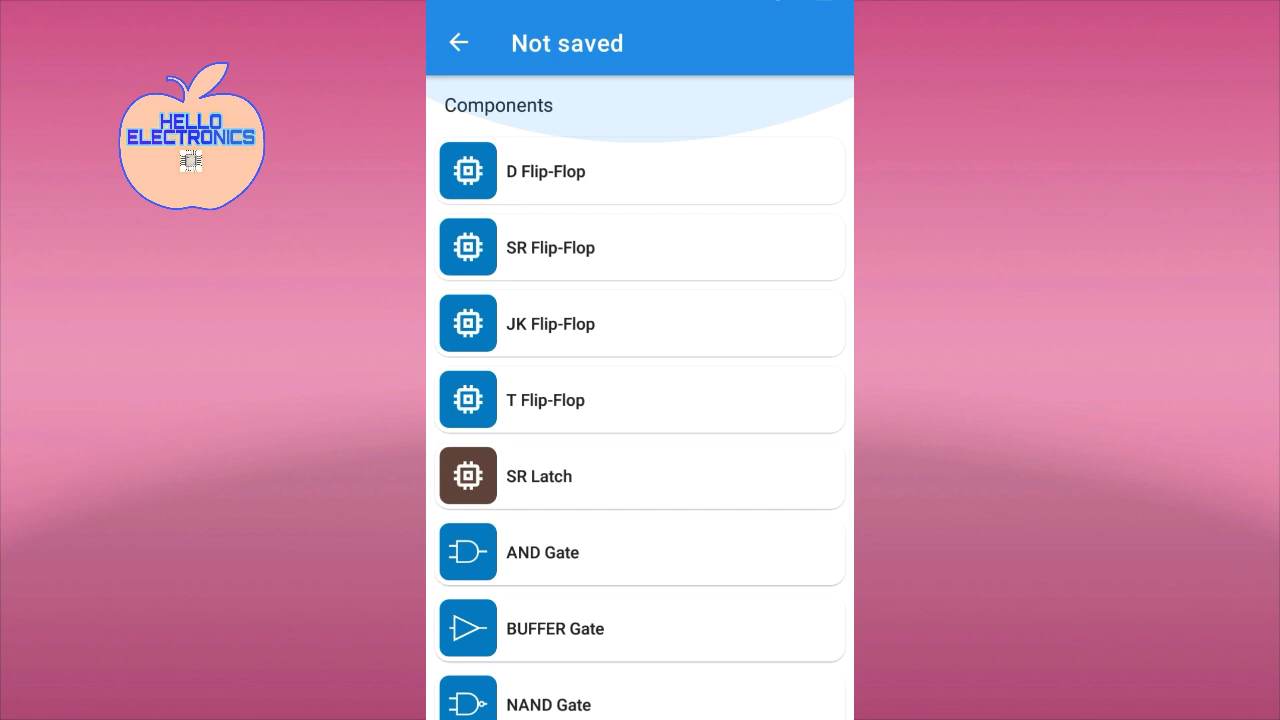 HELLO
ELECTRONICS
Not saved
Components
D Flip-Flop
SR Flip-Flop
JK Flip-Flop
T Flip-Flop
SR Latch
AND Gate
BUFFER Gate
NAND Gate